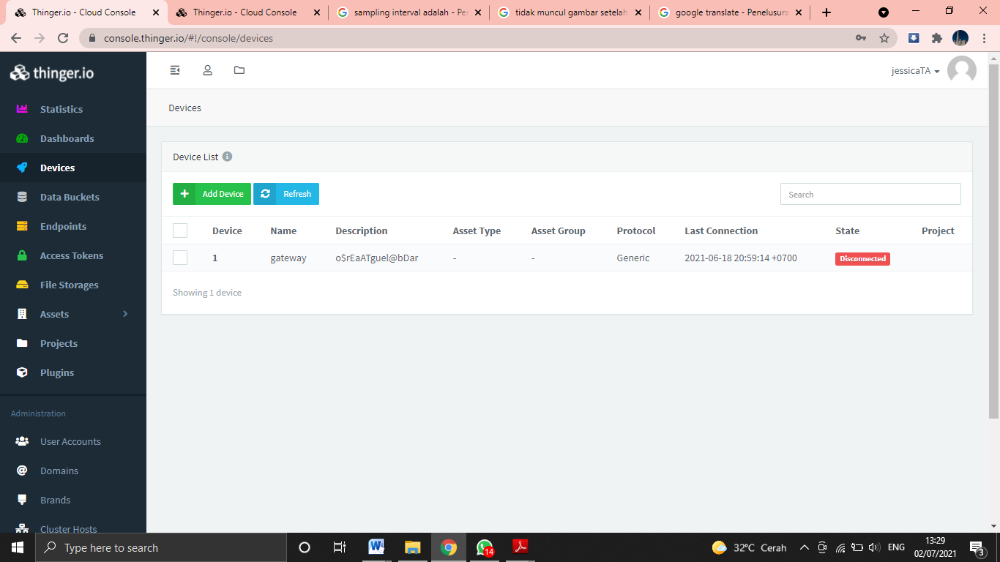 Thinger.io - Cloud Console
Thinger.io - Cloud Console
sampling interval adalah - Pe
tidak muncul gambar setelah
google translate - Penelusura
console.thinger.io/#!/console/devices
thinger.io
jessicaTA
Statistics
Dashboards
Devices
Data Buckets
Endpoints
Access Tokens
File Storages
Assets
Projects
Plugins
Administration
User Accounts
Domains
Brands
Cluster Hosts
Devices
Device List
Add Device Refresh Search
Device Name Description Asset Type Asset Group Protocol Last Connection State Project
1 gateway o$rEaATguel@bDar - - Generic 2021-06-18 20:59:14 +0700 Disconnected
Showing 1 device
Type here to search
14
32°C Cerah
ENG
13:29
02/07/2021
3